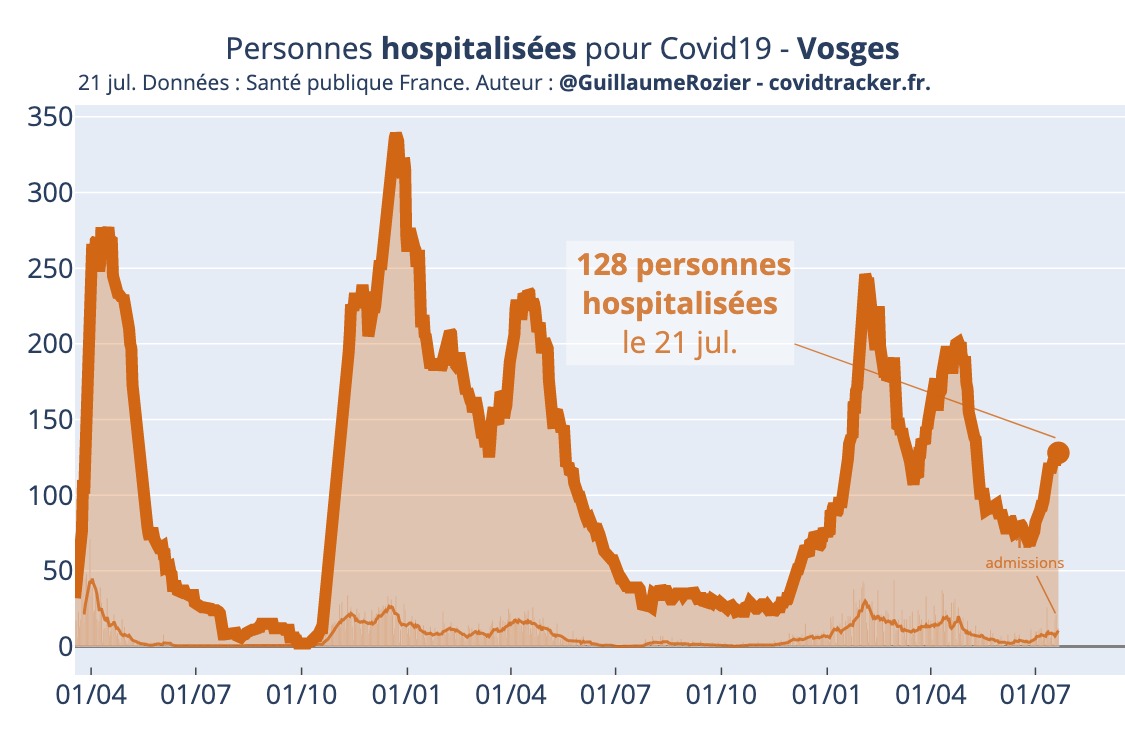 Personnes hospitalisées pour Covid19 - Vosges
21 jul. Données : Santé publique France. Auteur : @GuillaumeRozier - covidtracker.fr.
350
300
250
200
150
100
50
0
128 personnes
hospitalisées
le 21 jul.
admissions
01/04 01/07 01/10 01/01 01/04 01/07 01/10 01/01 01/04 01/07